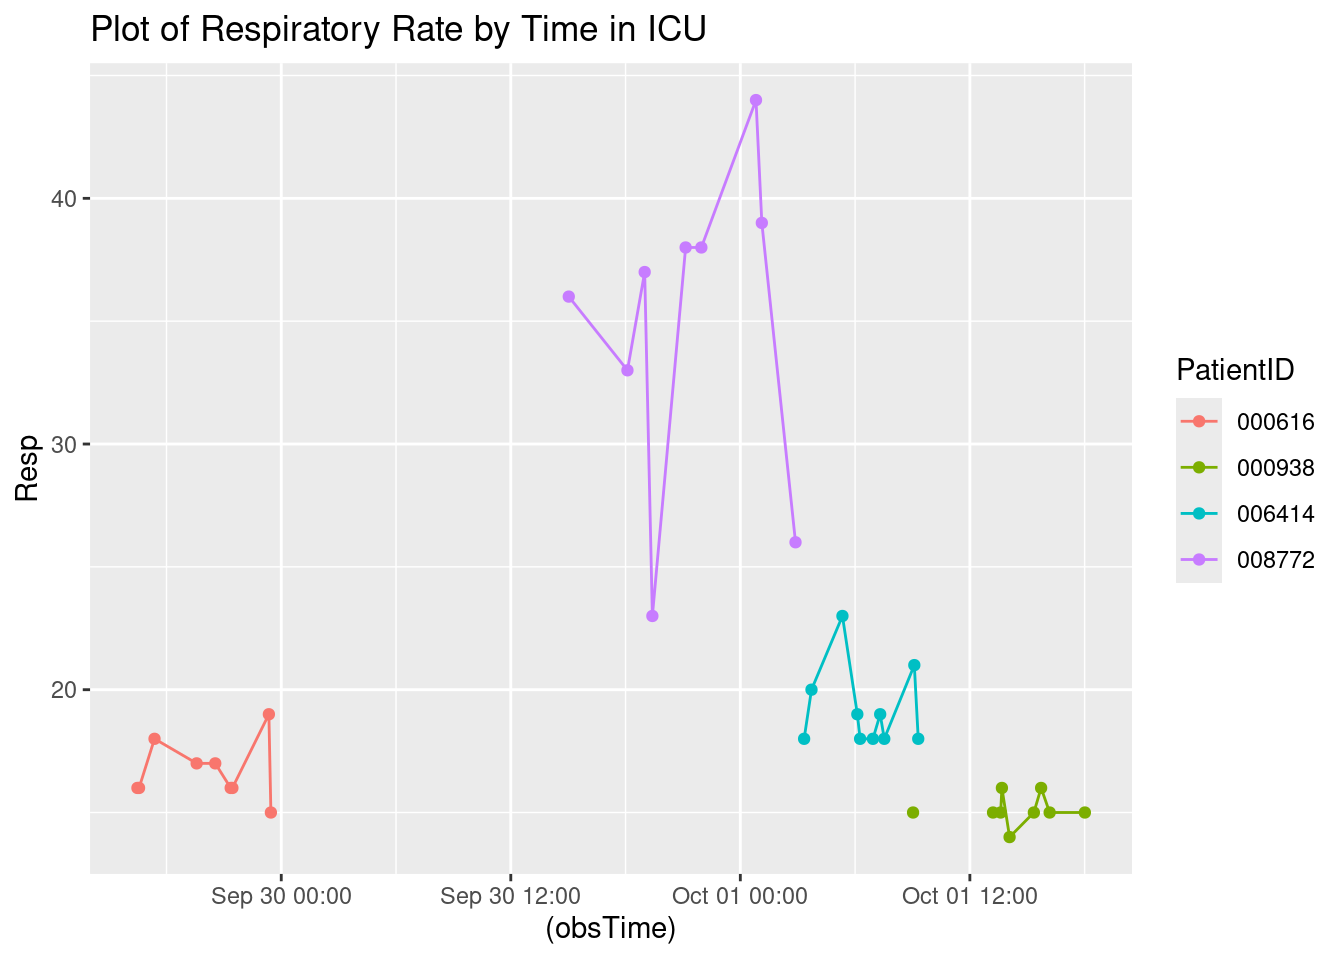 Plot of Respiratory Rate by Time in ICU
40
30
20
Resp
Sep 30 00:00
Sep 30 12:00
Oct 01 00:00
Oct 01 12:00
(obsTime)
PatientID
000616
000938
006414
008772